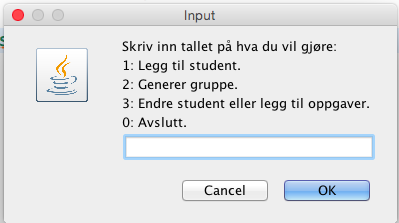 Input
Skriv inn tallet på hva du vil gjøre:
1: Legg til student.
2: Generer gruppe.
3: Endre student eller legg til oppgaver.
0: Avslutt.
Cancel OK